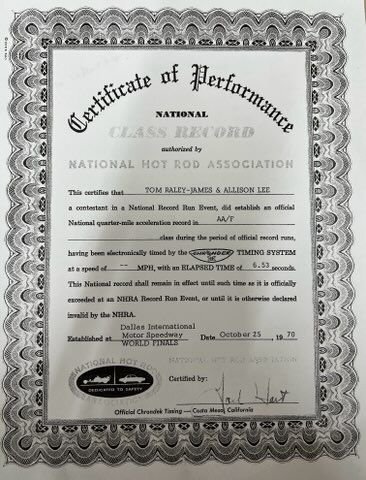 Certificate of Performance
NATIONAL
CLASS RECORD
authorized by
NATIONAL HOT ROD ASSOCIATION
This certifies that TOM RALEY-JAMES & ALLISON LEE
a contestant in a National Record Run Event, did establish an official
National quarter-mile acceleration record in AA/F
class during the period of official record runs,
having been electronically timed by the CHRONDEK TIMING SYSTEM
at a speed of -- MPH, with an ELAPSED TIME of 6.53 seconds.
This National record shall remain in effect until such time as it is officially
exceeded at an NHRA Record Run Event, or until it is otherwise declared
invalid by the NHRA.
Dallas International
Established at Motor Speedway Date October 25 , 19 70
WORLD FINALS
NATIONAL HOT ROD
DEDICATED TO SAFETY
NATIONAL HOT ROD ASSOCIATION
Certified by:
Official Chrondek Timing — Costa Mesa, California